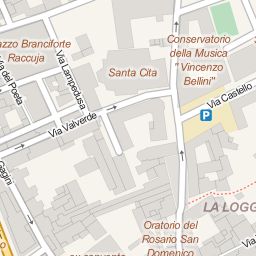 azzo Branciforte
Raccuja
Conservatorio
della Musica
"Vincenzo
Bellini"
Santa Cita
Via Lampedusa
Via del Poeta
Via Valverde
Via Castello
P
Giagni
LA LOGG
Oratorio del
Rosario San
Domenico